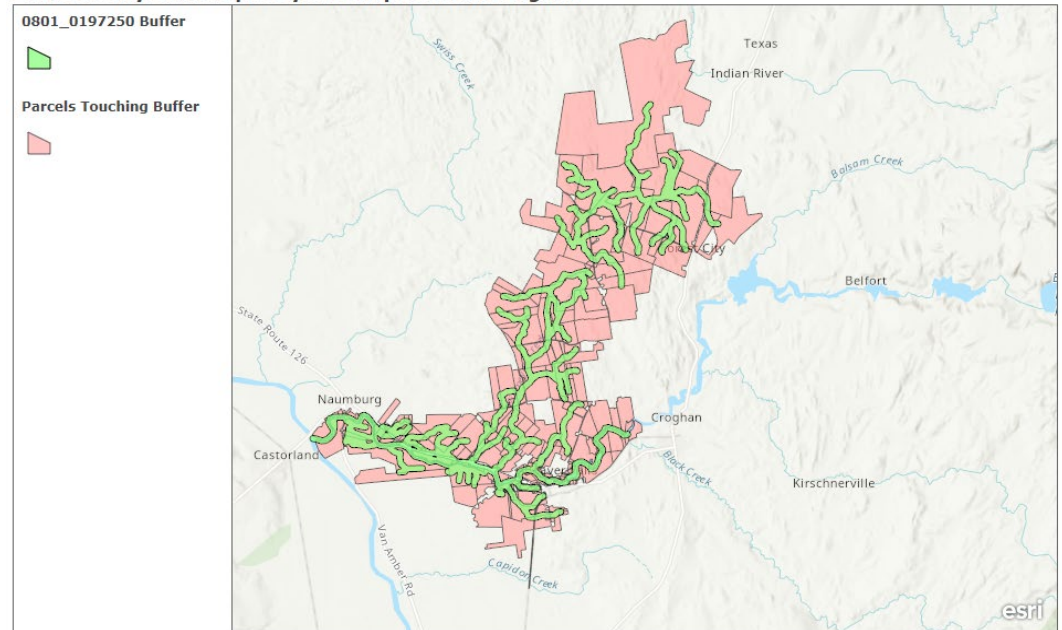 0801_0197250 Buffer
Parcels Touching Buffer
Swiss Creek
Texas
Indian River
Balsam Creek
City
Belfort
State Route 126
Naumburg
Croghan
Castorland
Black Creek
Kirschnerville
Van Amber Rd
Capidon Creek
esri